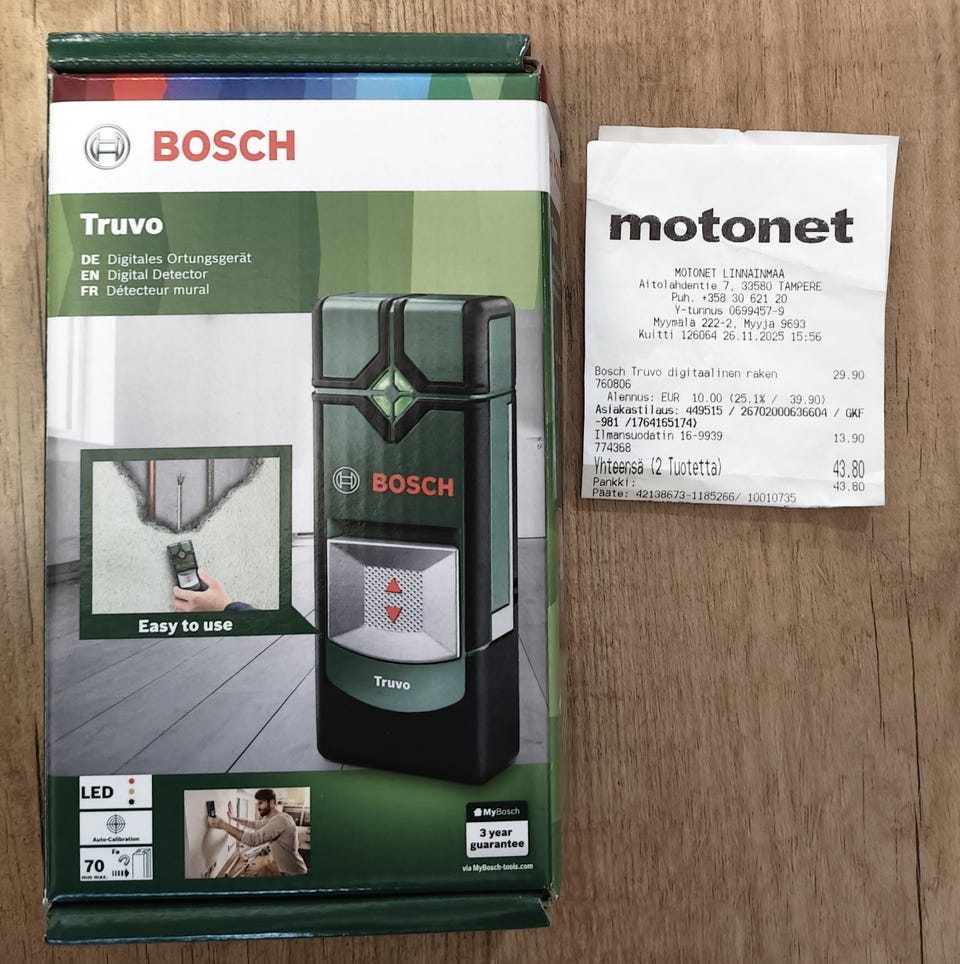 BOSCH
Truvo
DE Digitales Ortungsgerät
EN Digital Detector
FR Détecteur mural
BOSCH
Easy to use
Truvo
LED
Auto-Calibration
Fe
70
mm max.
MyBosch
3 year
guarantee
via MyBosch-tools.com
motonet
MOTONET LINNAINMAA
Aitolahdentie 7, 33580 TAMPERE
Puh. +358 30 621 20
Y-tunnus 0699457-9
Myymälä 222-2, Myyjä 9693
Kuitti 126064 26.11.2025 15:56
Bosch Truvo digitaalinen raken 29.90
760806
Alennus: EUR 10.00 (25.1% / 39.90)
Asiakastilaus: 449515 / 26702000636604 / GKF
-981 /1764165174)
Ilmansuodatin 16-9939 13.90
774368
Yhteensä (2 Tuotetta) 43.80
Pankki: 43.80
Pääte: 42138673-1185266/ 10010735